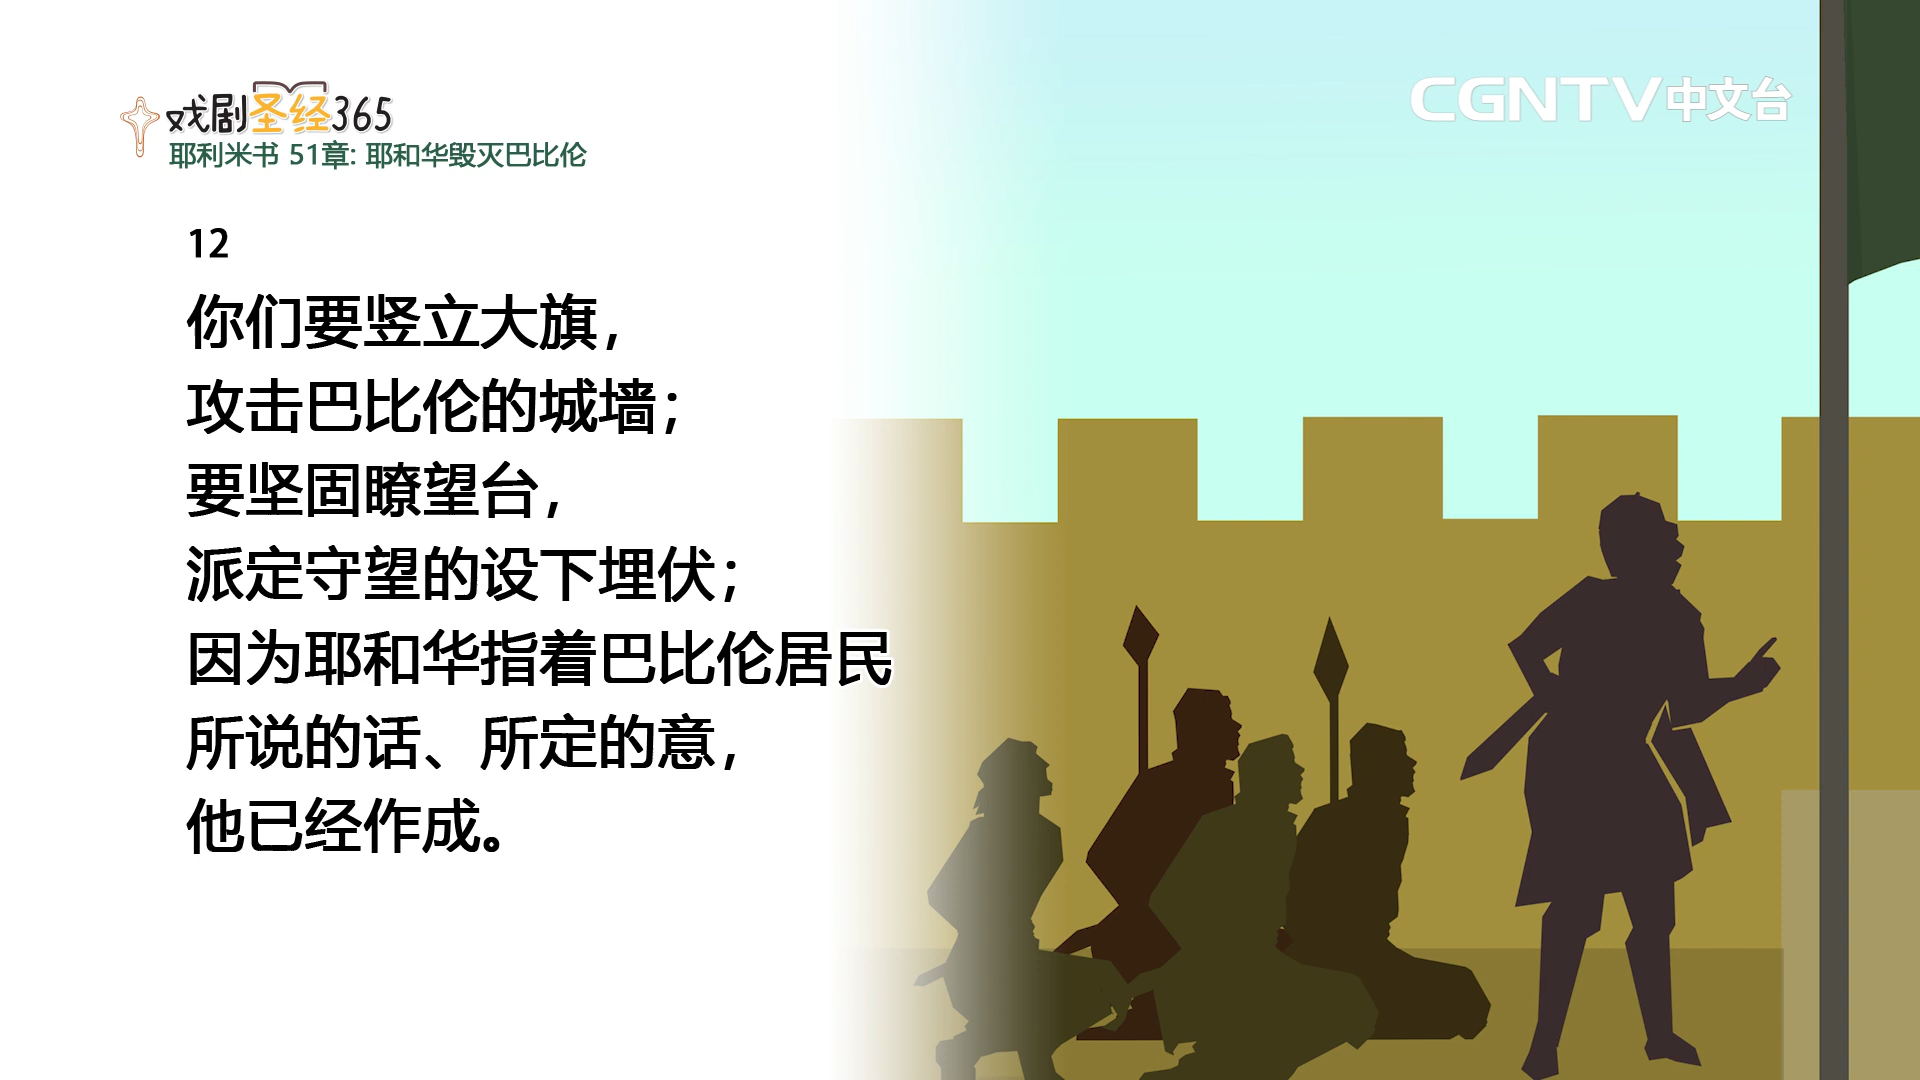 戏剧圣经365
CGNTV中文台
耶利米书 51章: 耶和华毁灭巴比伦
12
你们要竖立大旗，
攻击巴比伦的城墙；
要坚固瞭望台，
派定守望的设下埋伏；
因为耶和华指着巴比伦居民
所说的话、所定的意，
他已经作成。